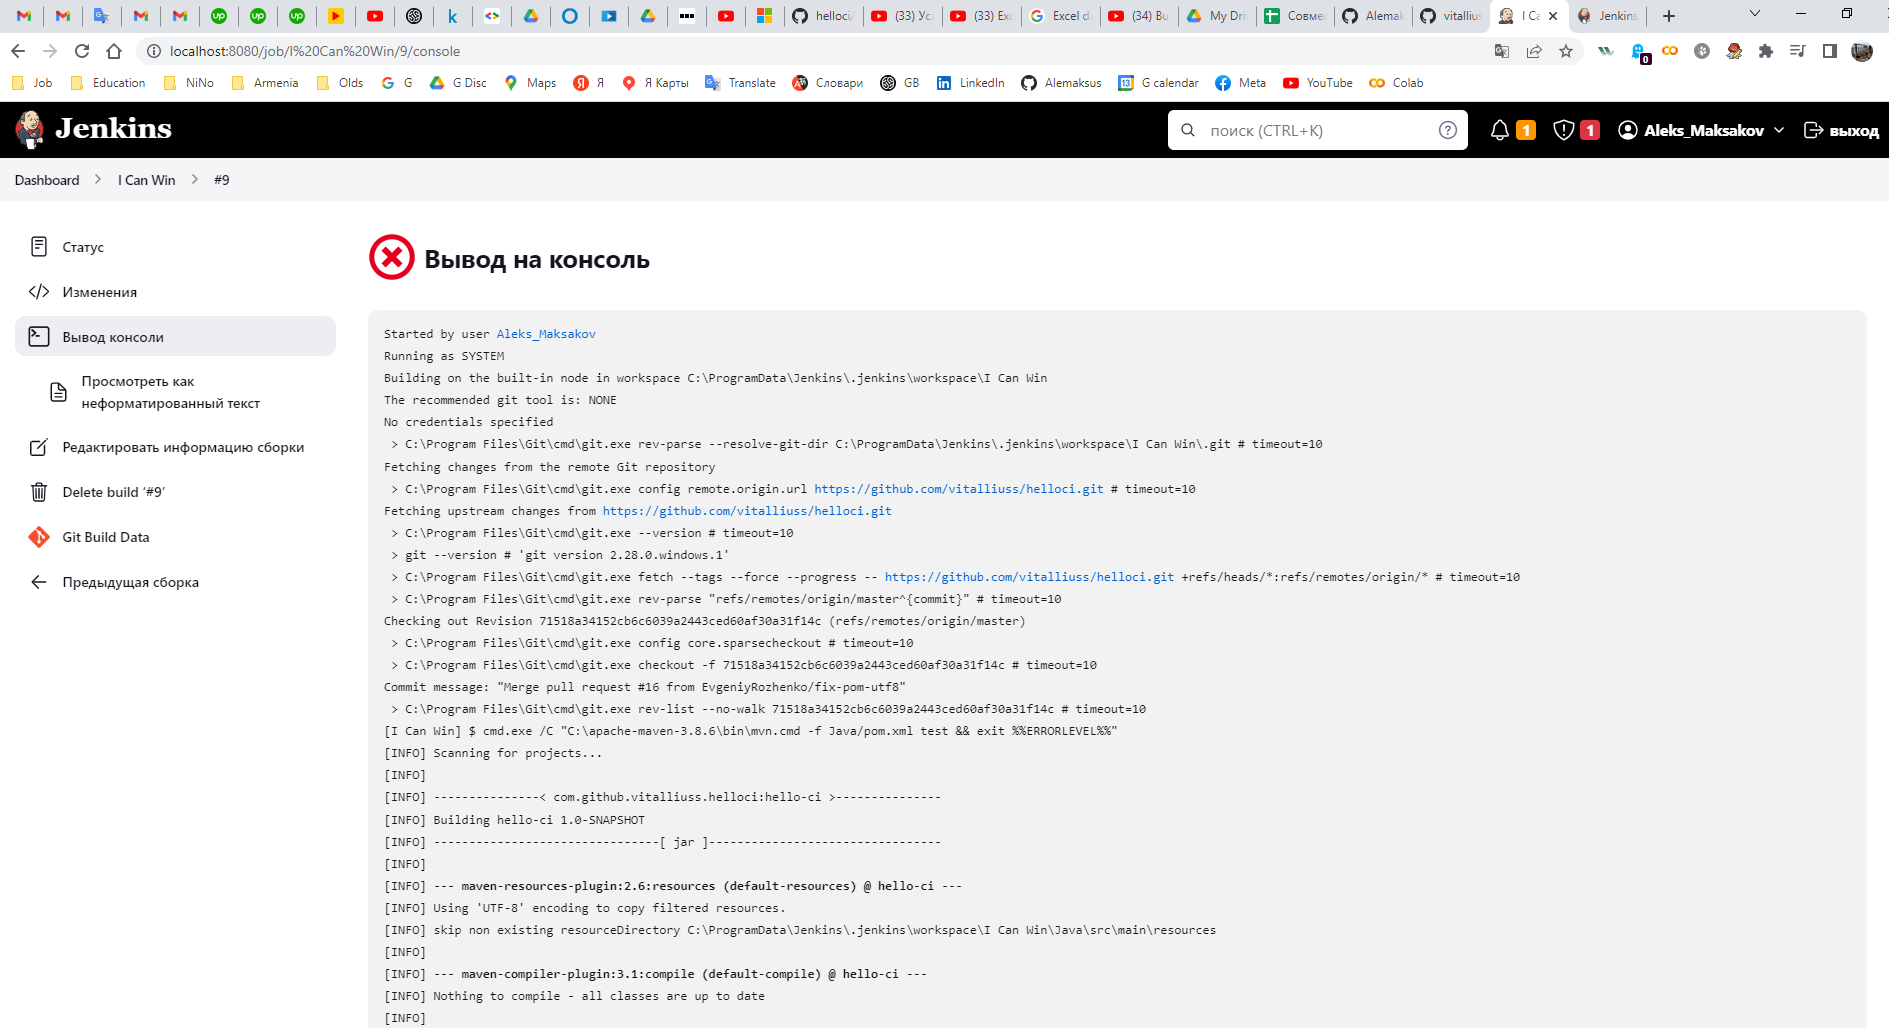 helloci/
(33) Ус
(33) Exc
Excel d
(34) Bu
My Dri
Совме
Alemak
vitallius
I Ca
Jenkins
localhost:8080/job/I%20Can%20Win/9/console
0
Job
Education
NiNo
Armenia
Olds
G
G Disc
Maps
Я
Я Карты
Translate
Словари
GB
LinkedIn
Alemaksus
G calendar
Meta
YouTube
Colab
Jenkins
поиск (CTRL+K)
1
1
Aleks_Maksakov
выход
Dashboard
I Can Win
#9
Статус
Изменения
Вывод консоли
Просмотреть как
неформатированный текст
Редактировать информацию сборки
Delete build ‘#9’
Git Build Data
Предыдущая сборка
Вывод на консоль
Started by user Aleks_Maksakov
Running as SYSTEM
Building on the built-in node in workspace C:\ProgramData\Jenkins\.jenkins\workspace\I Can Win
The recommended git tool is: NONE
No credentials specified
> C:\Program Files\Git\cmd\git.exe rev-parse --resolve-git-dir C:\ProgramData\Jenkins\.jenkins\workspace\I Can Win\.git # timeout=10
Fetching changes from the remote Git repository
> C:\Program Files\Git\cmd\git.exe config remote.origin.url https://github.com/vitalliuss/helloci.git # timeout=10
Fetching upstream changes from https://github.com/vitalliuss/helloci.git
> C:\Program Files\Git\cmd\git.exe --version # timeout=10
> git --version # 'git version 2.28.0.windows.1'
> C:\Program Files\Git\cmd\git.exe fetch --tags --force --progress -- https://github.com/vitalliuss/helloci.git +refs/heads/*:refs/remotes/origin/* # timeout=10
> C:\Program Files\Git\cmd\git.exe rev-parse "refs/remotes/origin/master^{commit}" # timeout=10
Checking out Revision 71518a34152cb6c6039a2443ced60af30a31f14c (refs/remotes/origin/master)
> C:\Program Files\Git\cmd\git.exe config core.sparsecheckout # timeout=10
> C:\Program Files\Git\cmd\git.exe checkout -f 71518a34152cb6c6039a2443ced60af30a31f14c # timeout=10
Commit message: "Merge pull request #16 from EvgeniyRozhenko/fix-pom-utf8"
> C:\Program Files\Git\cmd\git.exe rev-list --no-walk 71518a34152cb6c6039a2443ced60af30a31f14c # timeout=10
[I Can Win] $ cmd.exe /C "C:\apache-maven-3.8.6\bin\mvn.cmd -f Java/pom.xml test && exit %%ERRORLEVEL%%"
[INFO] Scanning for projects...
[INFO]
[INFO] ---------------< com.github.vitalliuss.helloci:hello-ci >---------------
[INFO] Building hello-ci 1.0-SNAPSHOT
[INFO] --------------------------------[ jar ]---------------------------------
[INFO]
[INFO] --- maven-resources-plugin:2.6:resources (default-resources) @ hello-ci ---
[INFO] Using 'UTF-8' encoding to copy filtered resources.
[INFO] skip non existing resourceDirectory C:\ProgramData\Jenkins\.jenkins\workspace\I Can Win\Java\src\main\resources
[INFO]
[INFO] --- maven-compiler-plugin:3.1:compile (default-compile) @ hello-ci ---
[INFO] Nothing to compile - all classes are up to date
[INFO]